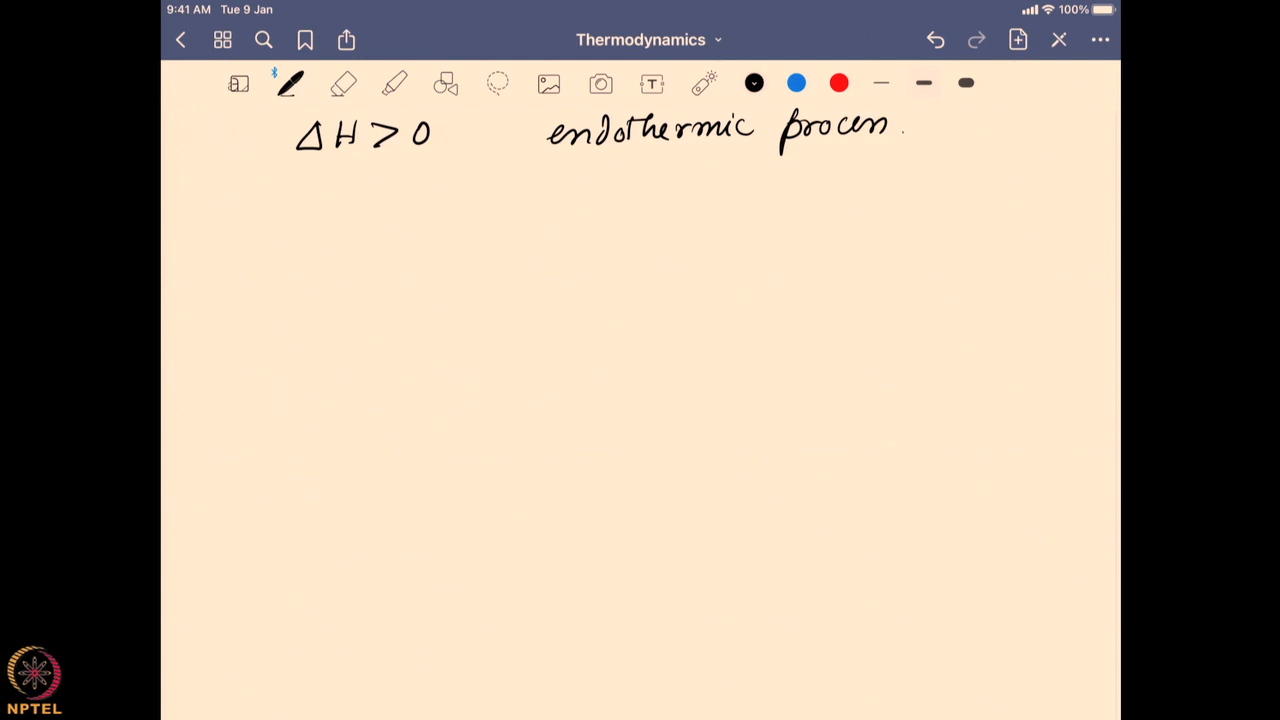 9:41 AM Tue 9 Jan 100%
Thermodynamics
T
ΔH > 0 endothermic process.
NPTEL